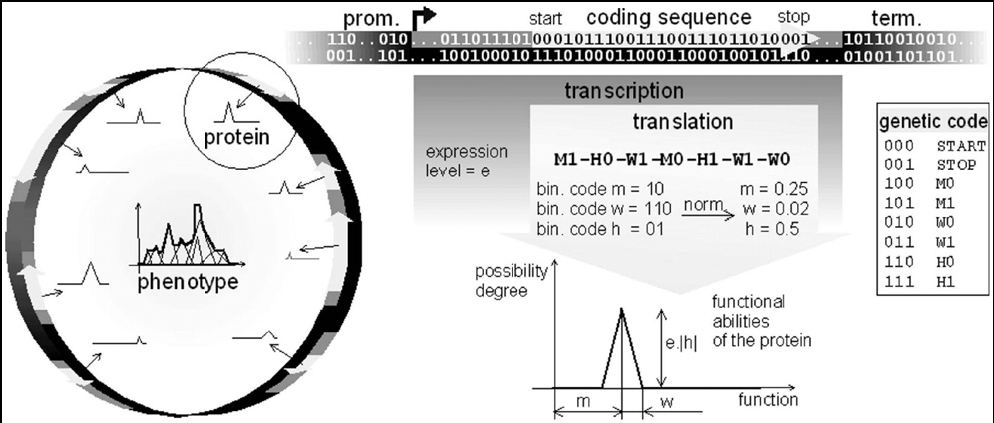 prom. start coding sequence stop term.
... 110...010 ...011011101000101110011100111011010001...10110010010...
... 001...101 ...100100010111010001100011000100101110...01001101101...
transcription
translation
expression
level = e
M1-H0-W1-M0-H1-W1-W0
bin. code m = 10 m = 0.25
bin. code w = 110 norm w = 0.02
bin. code h = 01 h = 0.5
genetic code
000 START
001 STOP
100 M0
101 M1
010 W0
011 W1
110 H0
111 H1
protein
phenotype
possibility
degree
functional
abilities
of the protein
e.|h|
m w function